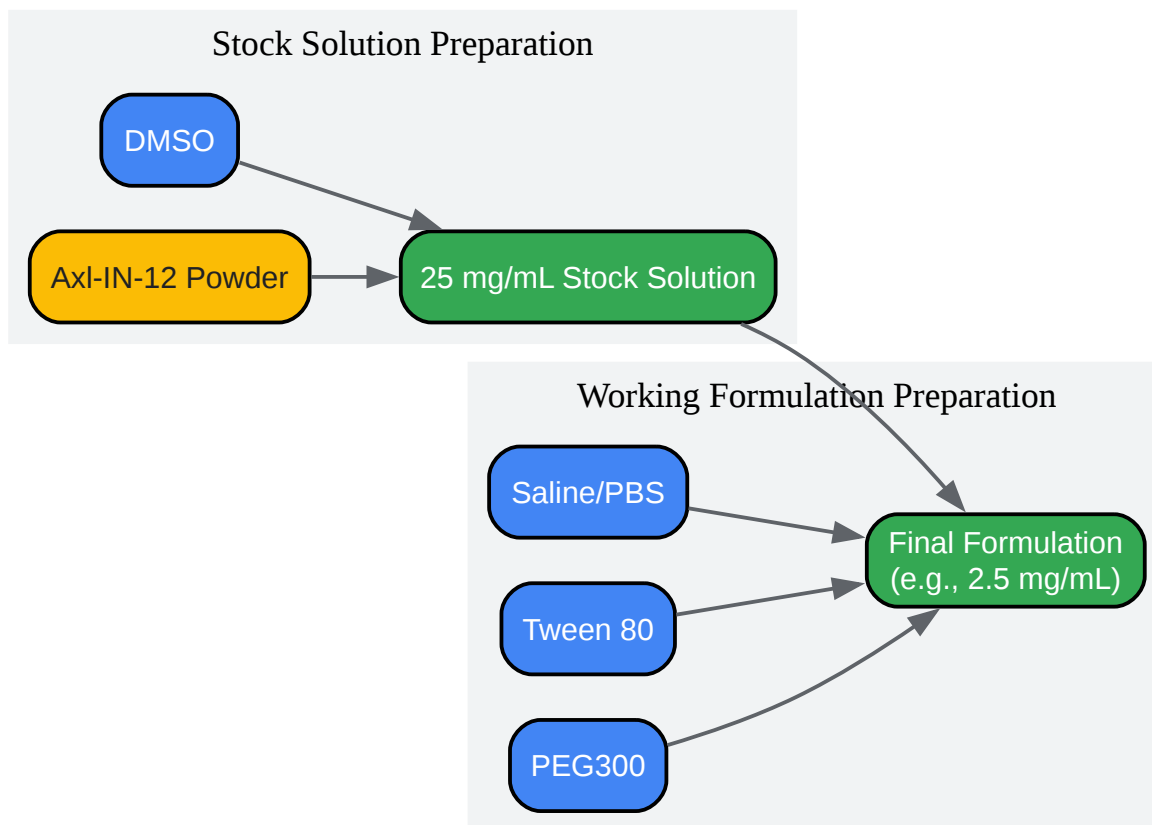 Stock Solution Preparation
DMSO
Axl-IN-12 Powder
25 mg/mL Stock Solution
Working Formulation Preparation
Saline/PBS
Final Formulation
(e.g., 2.5 mg/mL)
Tween 80
PEG300